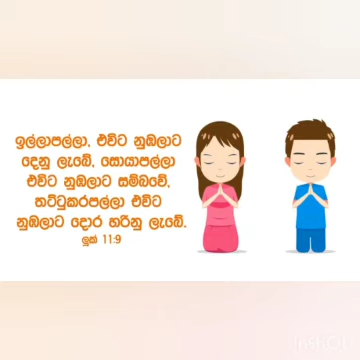 ඉල්ලාපල්ලා, එවිට නුඹලාට
දෙනු ලැබේ, සොයාපල්ලා
එවිට නුඹලාට සම්බවේ,
තට්ටුකරපල්ලා එවිට
නුඹලාට දොර හරිනු ලැබේ.
ලූක් 11:9